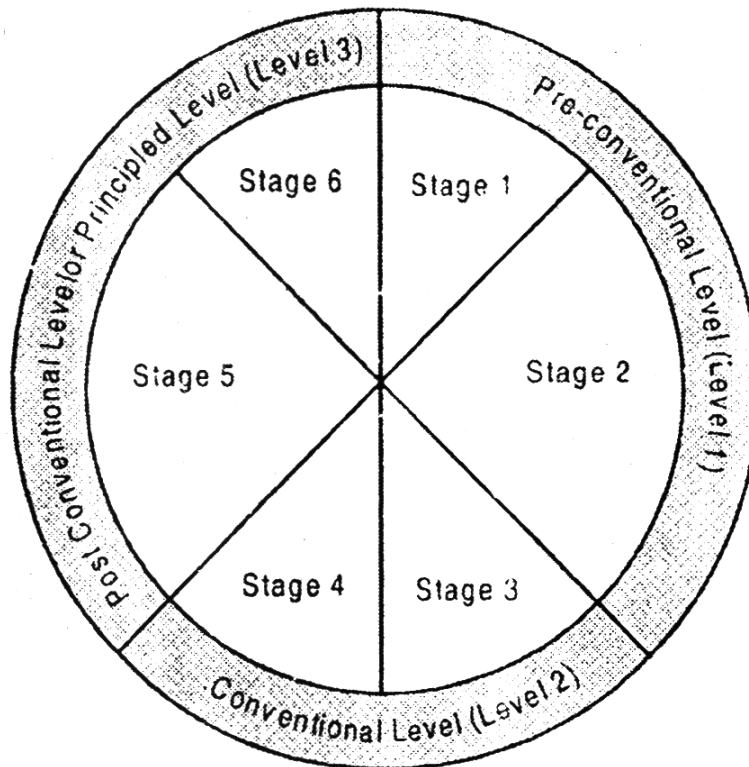 Pre-conventional Level (Level 1)
Conventional Level (Level 2)
Post Conventional Levelor Principled Level (Level 3)
Stage 1
Stage 2
Stage 3
Stage 4
Stage 5
Stage 6